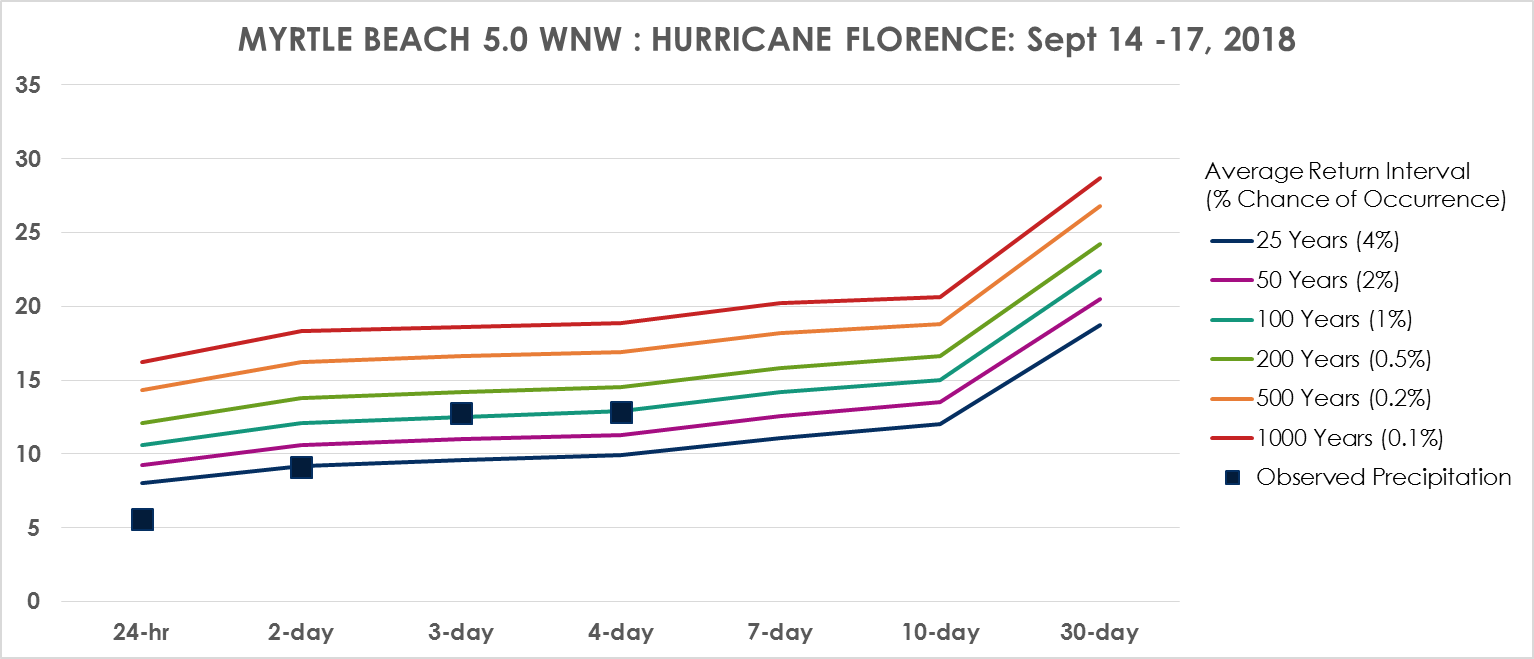 MYRTLE BEACH 5.0 WNW : HURRICANE FLORENCE: Sept 14 -17, 2018
35
30
25
20
15
10
5
0
24-hr 2-day 3-day 4-day 7-day 10-day 30-day
Average Return Interval
(% Chance of Occurrence)
25 Years (4%)
50 Years (2%)
100 Years (1%)
200 Years (0.5%)
500 Years (0.2%)
1000 Years (0.1%)
Observed Precipitation